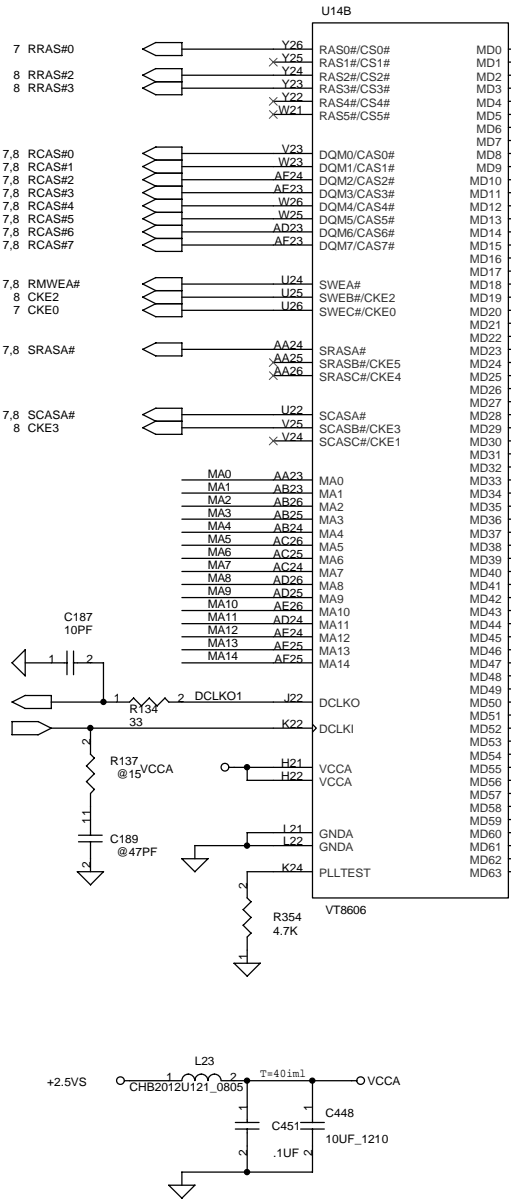 U14B
7 RRAS#0 Y26 RAS0#/CS0# MD0
Y25 RAS1#/CS1# MD1
8 RRAS#2 Y24 RAS2#/CS2# MD2
8 RRAS#3 Y23 RAS3#/CS3# MD3
Y22 RAS4#/CS4# MD4
W21 RAS5#/CS5# MD5
MD6
MD7
7,8 RCAS#0 V23 DQM0/CAS0# MD8
7,8 RCAS#1 W23 DQM1/CAS1# MD9
7,8 RCAS#2 AF24 DQM2/CAS2# MD10
7,8 RCAS#3 AE23 DQM3/CAS3# MD11
7,8 RCAS#4 W26 DQM4/CAS4# MD12
7,8 RCAS#5 W25 DQM5/CAS5# MD13
7,8 RCAS#6 AD23 DQM6/CAS6# MD14
7,8 RCAS#7 AF23 DQM7/CAS7# MD15
MD16
MD17
7,8 RMWEA# U24 SWEA# MD18
8 CKE2 U25 SWEB#/CKE2 MD19
7 CKE0 U26 SWEC#/CKE0 MD20
MD21
MD22
7,8 SRASA# AA24 SRASA# MD23
AA25 SRASB#/CKE5 MD24
AA26 SRASC#/CKE4 MD25
MD26
MD27
7,8 SCASA# U22 SCASA# MD28
8 CKE3 V25 SCASB#/CKE3 MD29
V24 SCASC#/CKE1 MD30
MD31
MD32
MA0 AA23 MA0 MD33
MA1 AB23 MA1 MD34
MA2 AB26 MA2 MD35
MA3 AB25 MA3 MD36
MA4 AB24 MA4 MD37
MA5 AC26 MA5 MD38
MA6 AC25 MA6 MD39
MA7 AC24 MA7 MD40
MA8 AD26 MA8 MD41
MA9 AD25 MA9 MD42
MA10 AE26 MA10 MD43
MA11 AD24 MA11 MD44
MA12 AE24 MA12 MD45
MA13 AE25 MA13 MD46
MA14 AF25 MA14 MD47
C187
10PF
1 2
MD48
MD49
1 R134 2 DCLKO1 J22 DCLKO MD50
33
MD51
K22 DCLKI MD52
MD53
MD54
2
R137
@15
VCCA H21 VCCA MD55
H22 VCCA MD56
MD57
MD58
MD59
1 1
C189
@47PF
2
L21 GNDA MD60
L22 GNDA MD61
MD62
K24 PLLTEST MD63
2
R354
4.7K
1
VT8606
L23
+2.5VS 1 2 T=40iml VCCA
CHB2012U121_0805
1 1
C451 C448
10UF_1210
.1UF
2 2